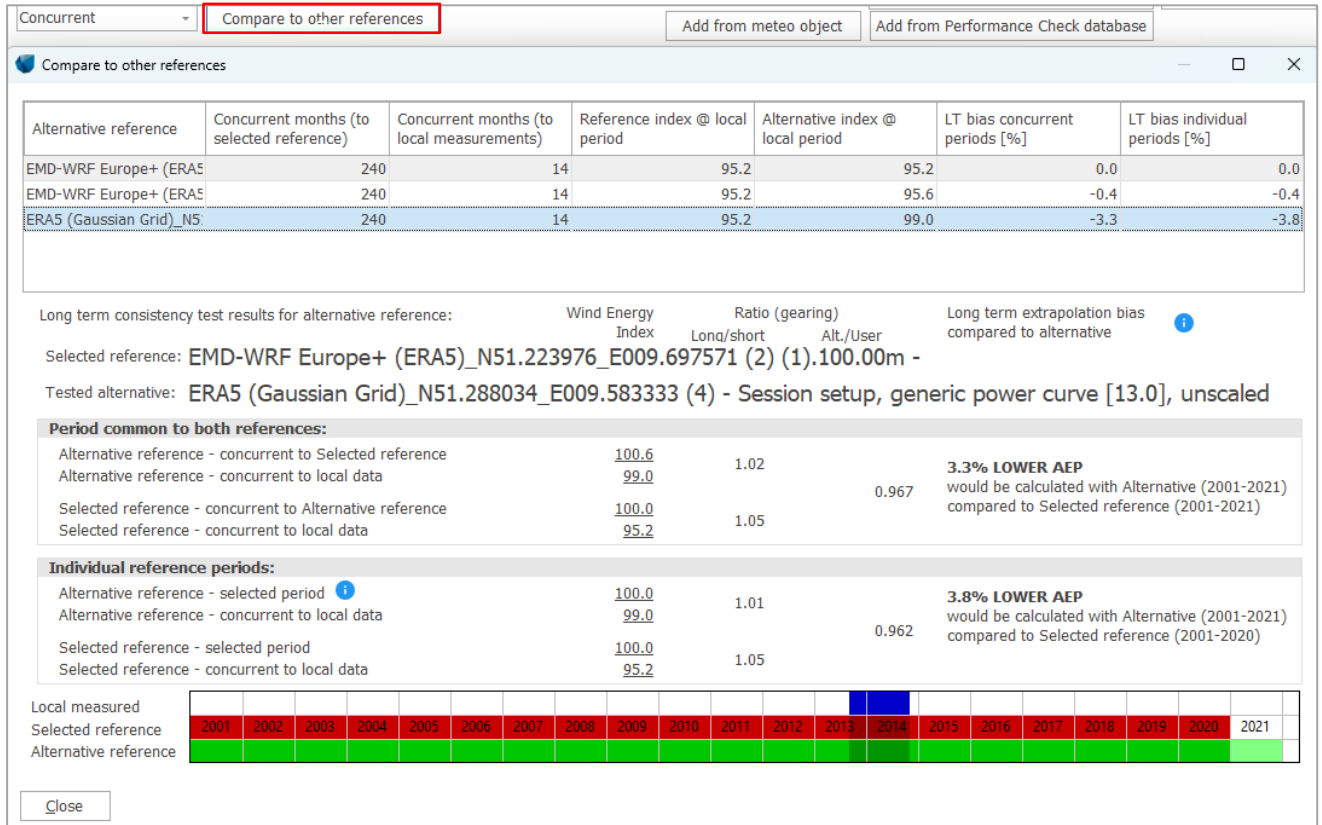 Concurrent
Compare to other references
Add from meteo object
Add from Performance Check database
Compare to other references
Alternative reference
Concurrent months (to selected reference)
Concurrent months (to local measurements)
Reference index @ local period
Alternative index @ local period
LT bias concurrent periods [%]
LT bias individual periods [%]
EMD-WRF Europe+ (ERA5 240 14 95.2 95.2 0.0 0.0
EMD-WRF Europe+ (ERA5 240 14 95.2 95.6 -0.4 -0.4
ERA5 (Gaussian Grid)_N5: 240 14 95.2 99.0 -3.3 -3.8
Long term consistency test results for alternative reference:
Wind Energy Index
Ratio (gearing)
Long/short Alt./User
Long term extrapolation bias compared to alternative
Selected reference: EMD-WRF Europe+ (ERA5)_N51.223976_E009.697571 (2) (1).100.00m -
Tested alternative: ERA5 (Gaussian Grid)_N51.288034_E009.583333 (4) - Session setup, generic power curve [13.0], unscaled
Period common to both references:
Alternative reference - concurrent to Selected reference 100.6
Alternative reference - concurrent to local data 99.0
1.02
Selected reference - concurrent to Alternative reference 100.0
Selected reference - concurrent to local data 95.2
1.05
0.967
3.3% LOWER AEP
would be calculated with Alternative (2001-2021)
compared to Selected reference (2001-2021)
Individual reference periods:
Alternative reference - selected period 100.0
Alternative reference - concurrent to local data 99.0
1.01
Selected reference - selected period 100.0
Selected reference - concurrent to local data 95.2
1.05
0.962
3.8% LOWER AEP
would be calculated with Alternative (2001-2021)
compared to Selected reference (2001-2020)
Local measured
Selected reference 2001 2002 2003 2004 2005 2006 2007 2008 2009 2010 2011 2012 2013 2014 2015 2016 2017 2018 2019 2020 2021
Alternative reference
Close